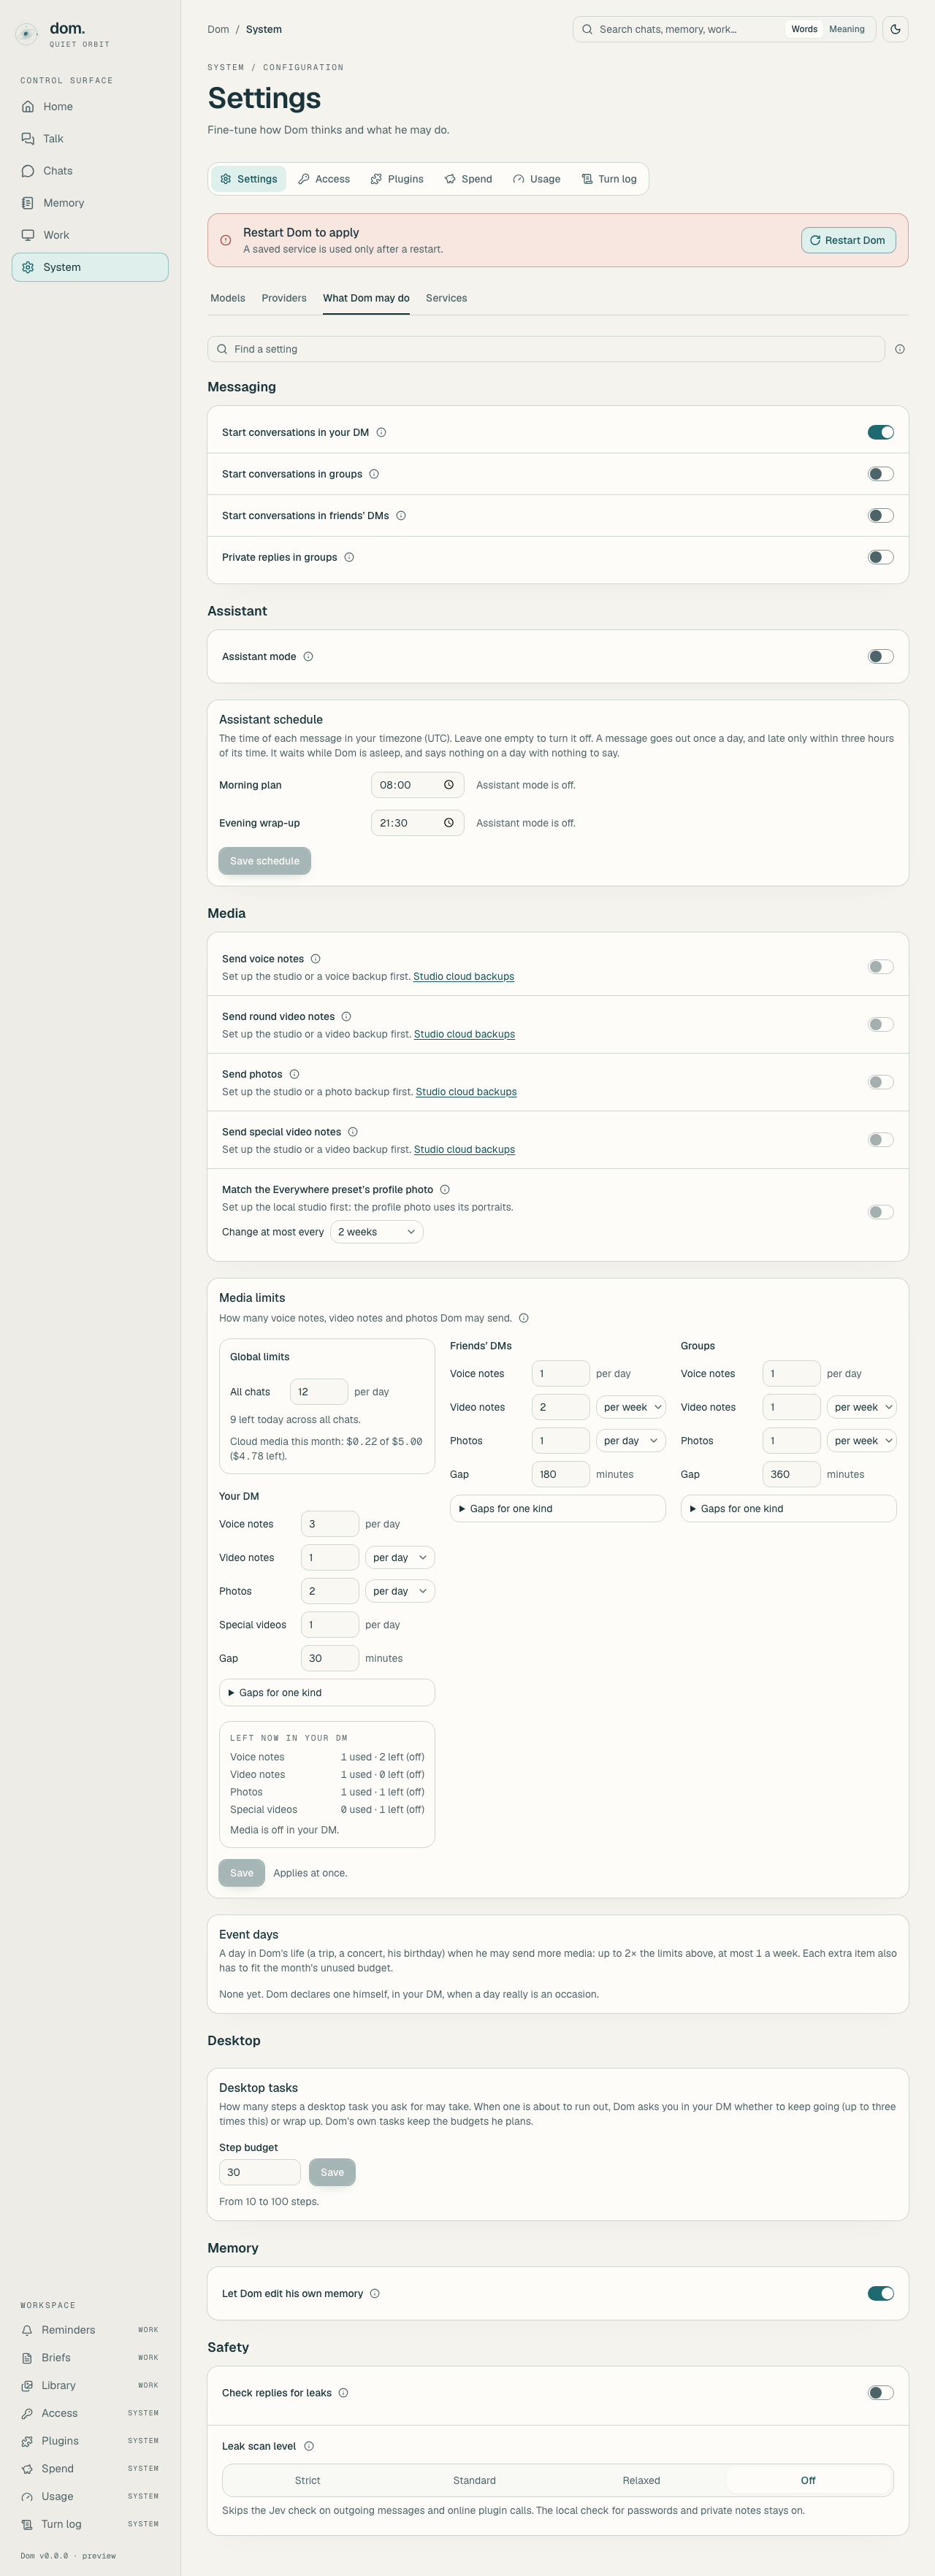 dom.
QUIET ORBIT
CONTROL SURFACE
Home
Talk
Chats
Memory
Work
System
WORKSPACE
Reminders WORK
Briefs WORK
Library WORK
Access SYSTEM
Plugins SYSTEM
Spend SYSTEM
Usage SYSTEM
Turn log SYSTEM
Dom v0.0.0 · preview
Dom / System
Search chats, memory, work... Words Meaning
SYSTEM / CONFIGURATION
Settings
Fine-tune how Dom thinks and what he may do.
Settings Access Plugins Spend Usage Turn log
Restart Dom to apply
A saved service is used only after a restart.
Restart Dom
Models Providers What Dom may do Services
Find a setting
Messaging
Start conversations in your DM
Start conversations in groups
Start conversations in friends' DMs
Private replies in groups
Assistant
Assistant mode
Assistant schedule
The time of each message in your timezone (UTC). Leave one empty to turn it off. A message goes out once a day, and late only within three hours
of its time. It waits while Dom is asleep, and says nothing on a day with nothing to say.
Morning plan 08:00 Assistant mode is off.
Evening wrap-up 21:30 Assistant mode is off.
Save schedule
Media
Send voice notes
Set up the studio or a voice backup first. Studio cloud backups
Send round video notes
Set up the studio or a video backup first. Studio cloud backups
Send photos
Set up the studio or a photo backup first. Studio cloud backups
Send special video notes
Set up the studio or a video backup first. Studio cloud backups
Match the Everywhere preset's profile photo
Set up the local studio first: the profile photo uses its portraits.
Change at most every 2 weeks
Media limits
How many voice notes, video notes and photos Dom may send.
Global limits
All chats 12 per day
9 left today across all chats.
Cloud media this month: $0.22 of $5.00
($4.78 left).
Your DM
Voice notes 3 per day
Video notes 1 per day
Photos 2 per day
Special videos 1 per day
Gap 30 minutes
Gaps for one kind
LEFT NOW IN YOUR DM
Voice notes 1 used · 2 left (off)
Video notes 1 used · 0 left (off)
Photos 1 used · 1 left (off)
Special videos 0 used · 1 left (off)
Media is off in your DM.
Friends' DMs
Voice notes 1 per day
Video notes 2 per week
Photos 1 per day
Gap 180 minutes
Gaps for one kind
Groups
Voice notes 1 per day
Video notes 1 per week
Photos 1 per week
Gap 360 minutes
Gaps for one kind
Save Applies at once.
Event days
A day in Dom's life (a trip, a concert, his birthday) when he may send more media: up to 2× the limits above, at most 1 a week. Each extra item also
has to fit the month's unused budget.
None yet. Dom declares one himself, in your DM, when a day really is an occasion.
Desktop
Desktop tasks
How many steps a desktop task you ask for may take. When one is about to run out, Dom asks you in your DM whether to keep going (up to three
times this) or wrap up. Dom's own tasks keep the budgets he plans.
Step budget
30 Save
From 10 to 100 steps.
Memory
Let Dom edit his own memory
Safety
Check replies for leaks
Leak scan level
Strict Standard Relaxed Off
Skips the Jev check on outgoing messages and online plugin calls. The local check for passwords and private notes stays on.